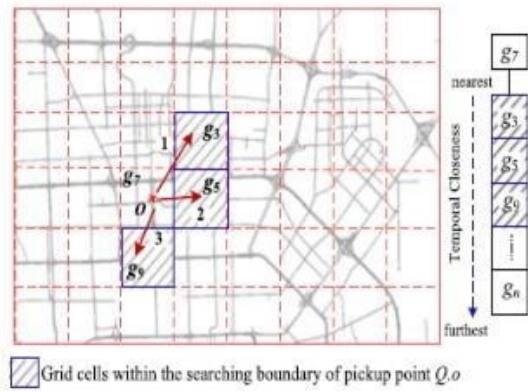 g7
nearest
g3
1
g3
g7
g5
g5
O
2
3
g9
g9
Temporal Closeness
......
gn
furthest
Grid cells within the searching boundary of pickup point Q.o